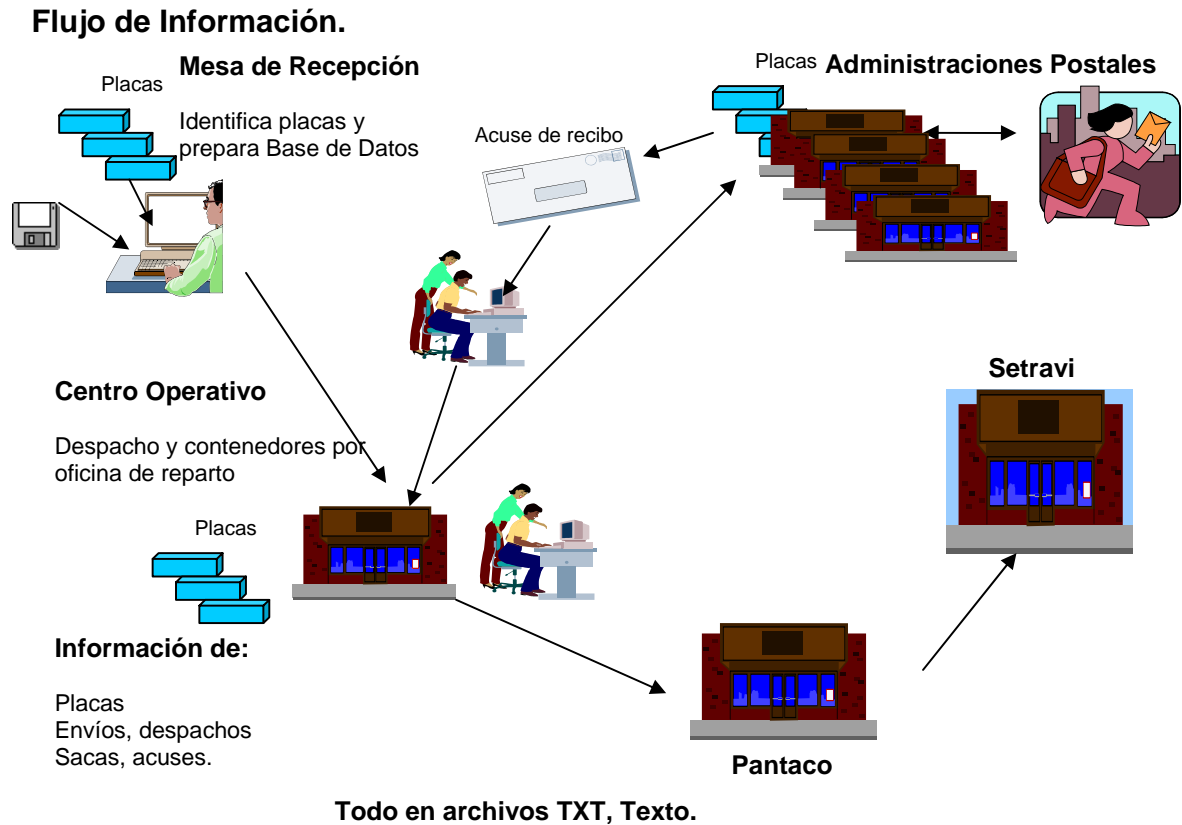 Flujo de Información.
Mesa de Recepción
Placas
Identifica placas y
prepara Base de Datos
Acuse de recibo
Placas
Administraciones Postales
Centro Operativo
Despacho y contenedores por
oficina de reparto
Placas
Setravi
Información de:
Placas
Envíos, despachos
Sacas, acuses.
Pantaco
Todo en archivos TXT, Texto.